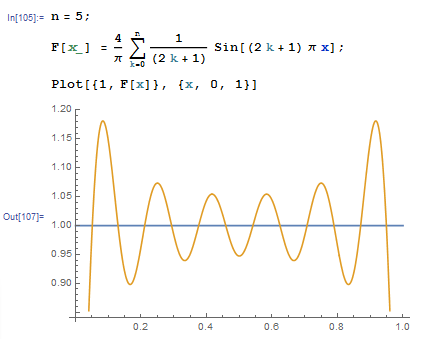 In[105]:= n = 5;
F[x_] = 4/π ∑_{k=0}^{n} 1/(2 k + 1) Sin[(2 k + 1) π x];
Plot[{1, F[x]}, {x, 0, 1}]
1.20
1.15
1.10
1.05
Out[107]= 1.00
0.95
0.90
0.2 0.4 0.6 0.8 1.0